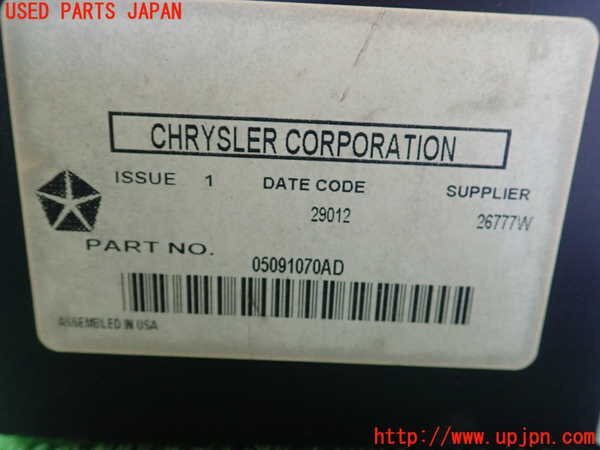 USED PARTS JAPAN
CHRYSLER CORPORATION
ISSUE 1 DATE CODE SUPPLIER
29012 26777W
PART NO. 05091070AD
ASSEMBLED IN USA
http://www.upjpn.com/